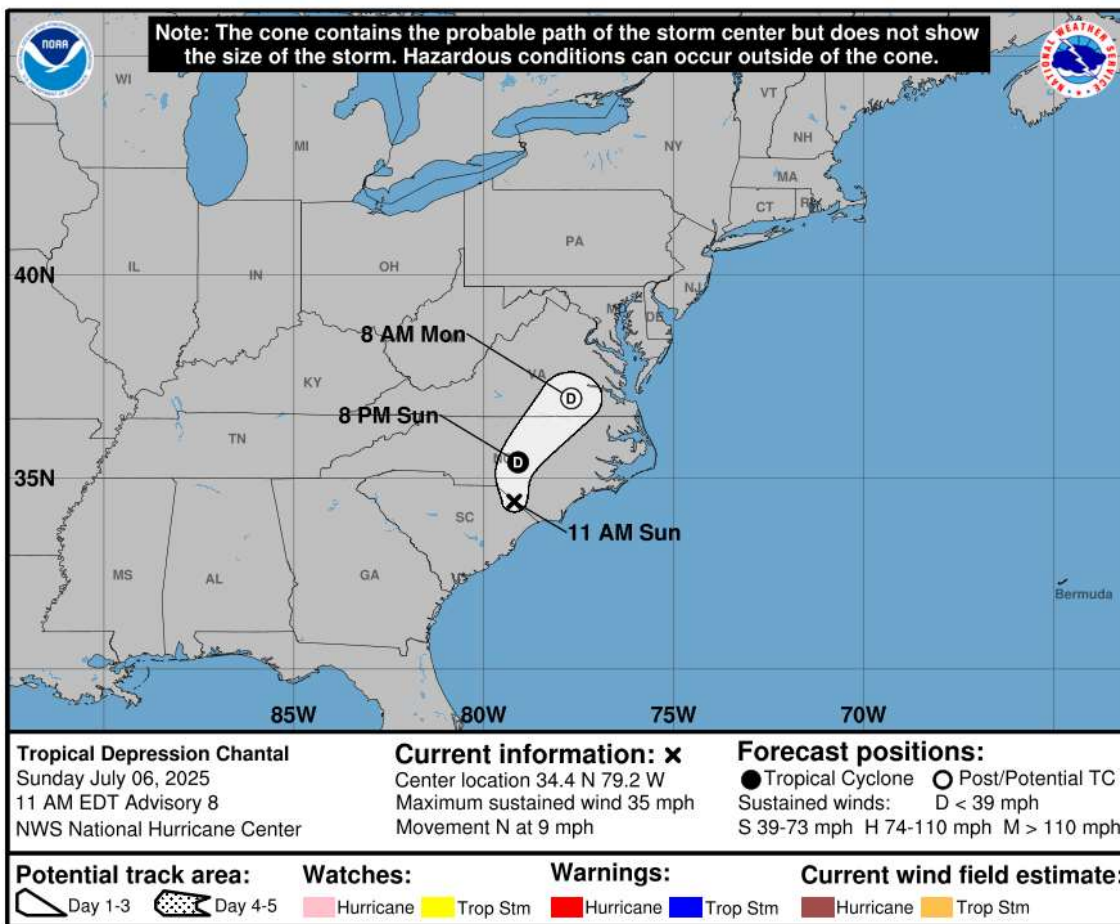 Note: The cone contains the probable path of the storm center but does not show
the size of the storm. Hazardous conditions can occur outside of the cone.
NOAA
NATIONAL WEATHER SERVICE
WI
MI
VT
NH
NY
MA
CT
RI
PA
40N
IL
IN
OH
NJ
MD
DE
8 AM Mon
VA
KY
8 PM Sun
TN
NC
35N
SC
11 AM Sun
MS
AL
GA
Bermuda
85W
80W
75W
70W
Tropical Depression Chantal
Sunday July 06, 2025
11 AM EDT Advisory 8
NWS National Hurricane Center
Current information: ×
Center location 34.4 N 79.2 W
Maximum sustained wind 35 mph
Movement N at 9 mph
Forecast positions:
● Tropical Cyclone ○ Post/Potential TC
Sustained winds: D < 39 mph
S 39-73 mph H 74-110 mph M > 110 mph
Potential track area:
Day 1-3 Day 4-5
Watches:
Hurricane Trop Stm
Warnings:
Hurricane Trop Stm
Current wind field estimate:
Hurricane Trop Stm